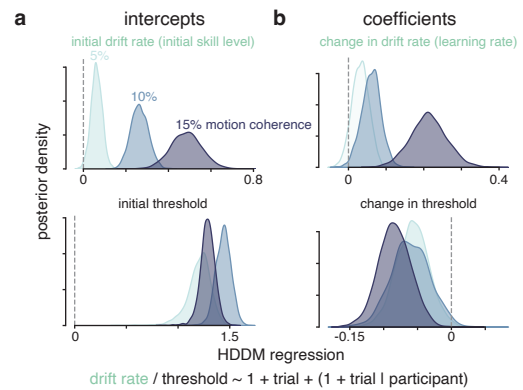 a
intercepts
initial drift rate (initial skill level)
5%
10%
15% motion coherence
0
0.8
initial threshold
0
1.5
posterior density
b
coefficients
change in drift rate (learning rate)
0
0.4
change in threshold
-0.15
0
HDDM regression
drift rate / threshold ~ 1 + trial + (1 + trial | participant)